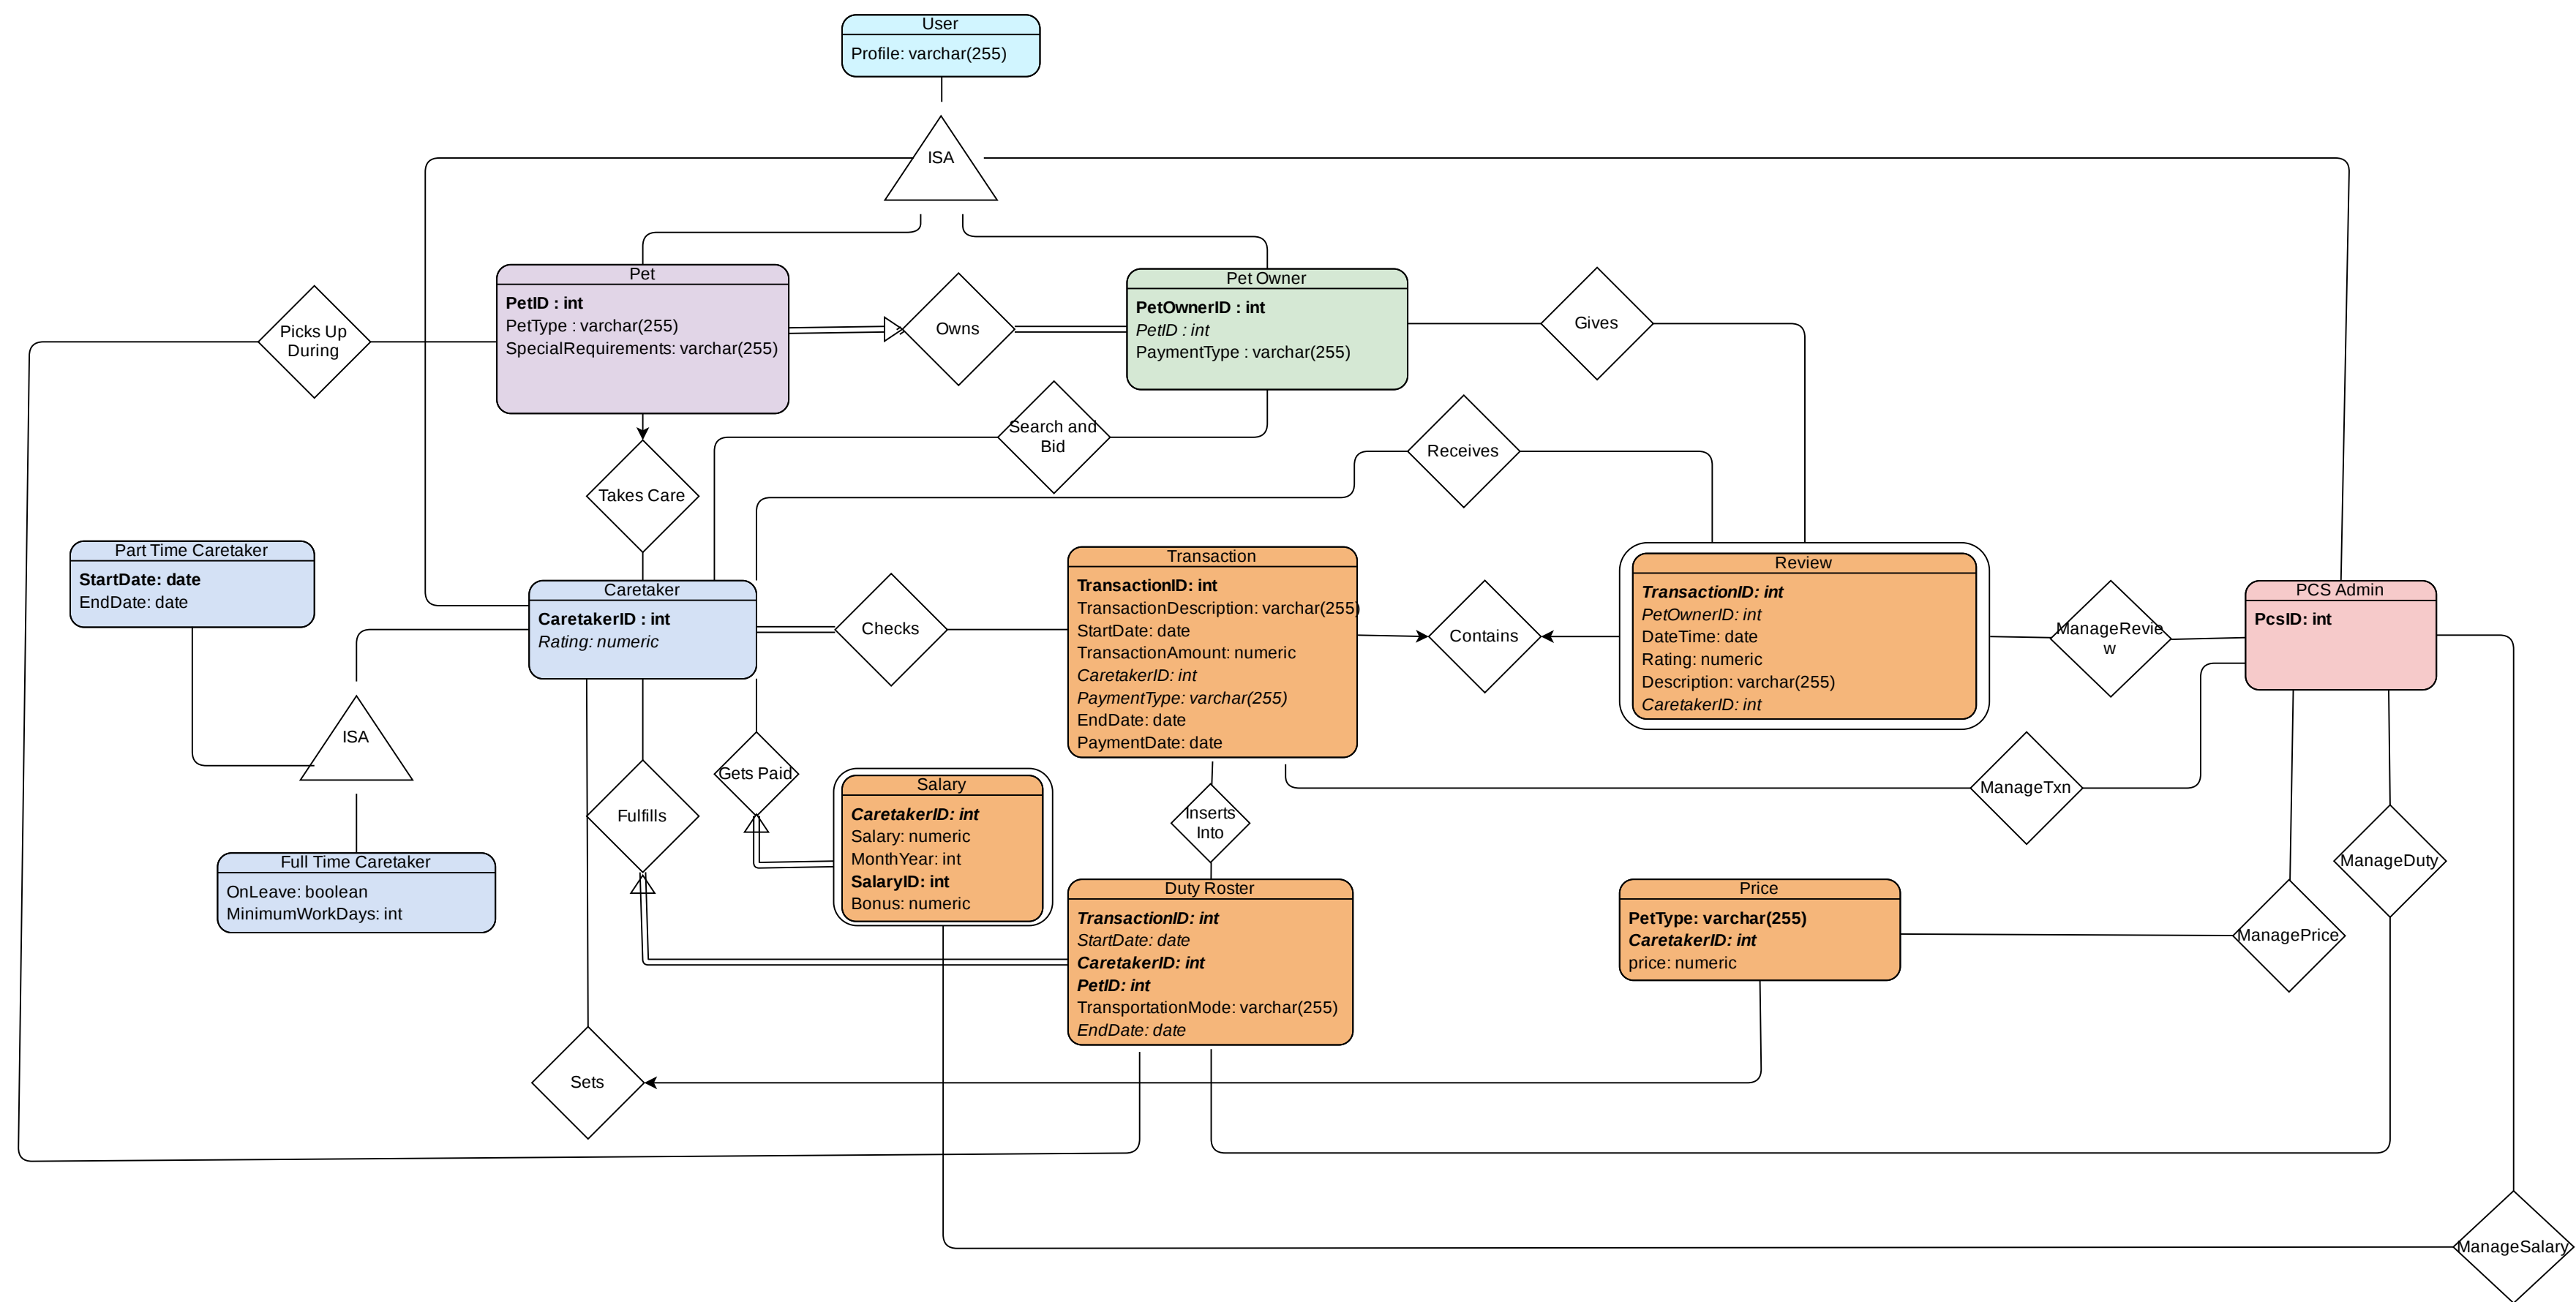 User
Profile: varchar(255)
ISA
Pet
PetID : int
PetType : varchar(255)
SpecialRequirements: varchar(255)
Owns
Pet Owner
PetOwnerID : int
PetID : int
PaymentType : varchar(255)
Gives
Picks Up
During
Search and
Bid
Receives
Takes Care
Part Time Caretaker
StartDate: date
EndDate: date
Caretaker
CaretakerID : int
Rating: numeric
Checks
Transaction
TransactionID: int
TransactionDescription: varchar(255)
StartDate: date
TransactionAmount: numeric
CaretakerID: int
PaymentType: varchar(255)
EndDate: date
PaymentDate: date
Contains
Review
TransactionID: int
PetOwnerID: int
DateTime: date
Rating: numeric
Description: varchar(255)
CaretakerID: int
ManageRevie
w
PCS Admin
PcsID: int
ISA
Gets Paid
Fulfills
Salary
CaretakerID: int
Salary: numeric
MonthYear: int
SalaryID: int
Bonus: numeric
Inserts
Into
ManageTxn
Full Time Caretaker
OnLeave: boolean
MinimumWorkDays: int
Duty Roster
TransactionID: int
StartDate: date
CaretakerID: int
PetID: int
TransportationMode: varchar(255)
EndDate: date
Price
PetType: varchar(255)
CaretakerID: int
price: numeric
ManagePrice
ManageDuty
Sets
ManageSalary